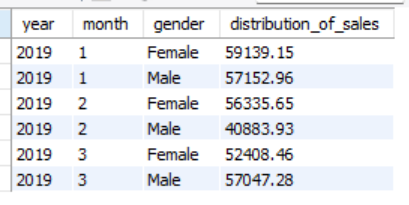 year month gender distribution_of_sales
2019 1 Female 59139.15
2019 1 Male 57152.96
2019 2 Female 56335.65
2019 2 Male 40883.93
2019 3 Female 52408.46
2019 3 Male 57047.28